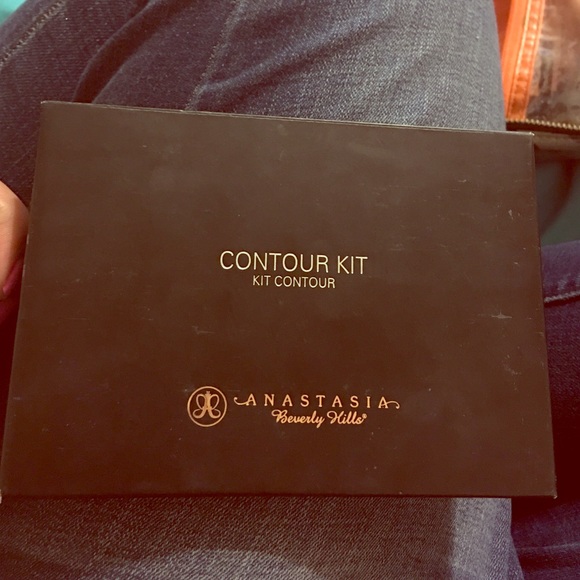 CONTOUR KIT
KIT CONTOUR
ANASTASIA
Beverly Hills®